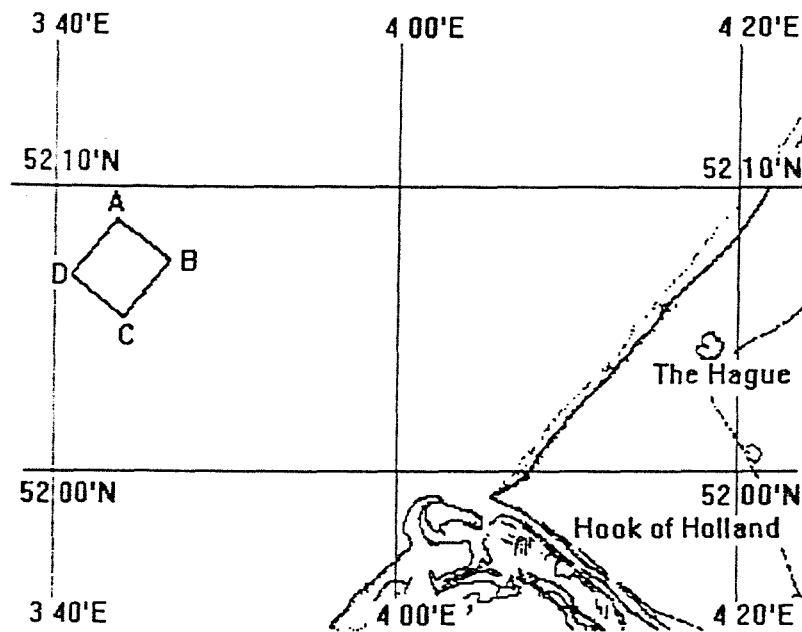 3 40'E 4 00'E 4 20'E
52 10'N 52 10'N
A
B
D
C
The Hague
52 00'N 52 00'N
Hook of Holland
3 40'E 4 00'E 4 20'E